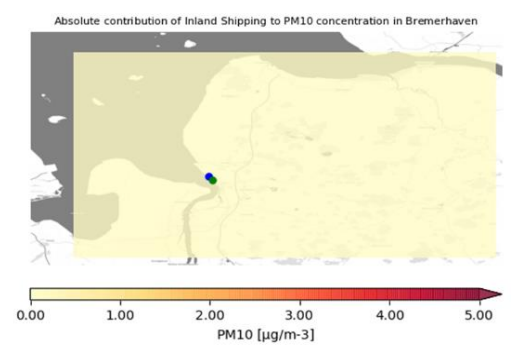 Absolute contribution of Inland Shipping to PM10 concentration in Bremerhaven
0.00 1.00 2.00 3.00 4.00 5.00
PM10 [μg/m-3]